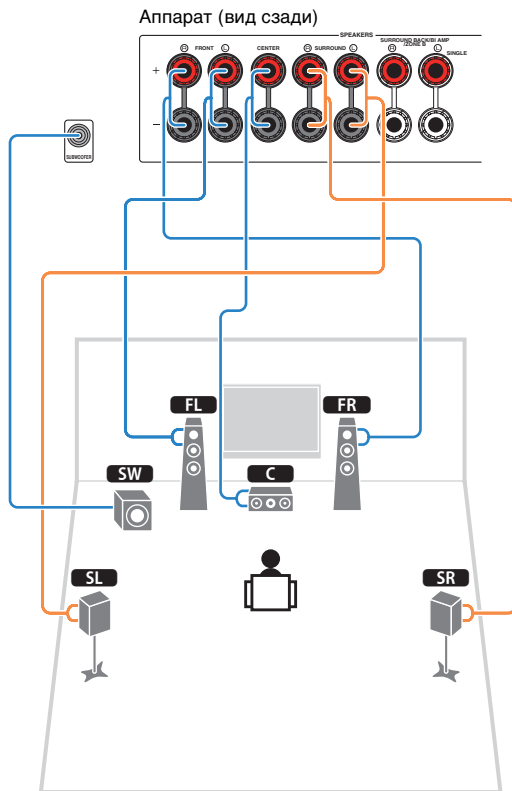 Аппарат (вид сзади)
SPEAKERS
SURROUND BACK/BI AMP
/ZONE B
R FRONT L
CENTER
R SURROUND L
R L
SINGLE
+
−
SUBWOOFER
FL
FR
SW
C
SL
SR